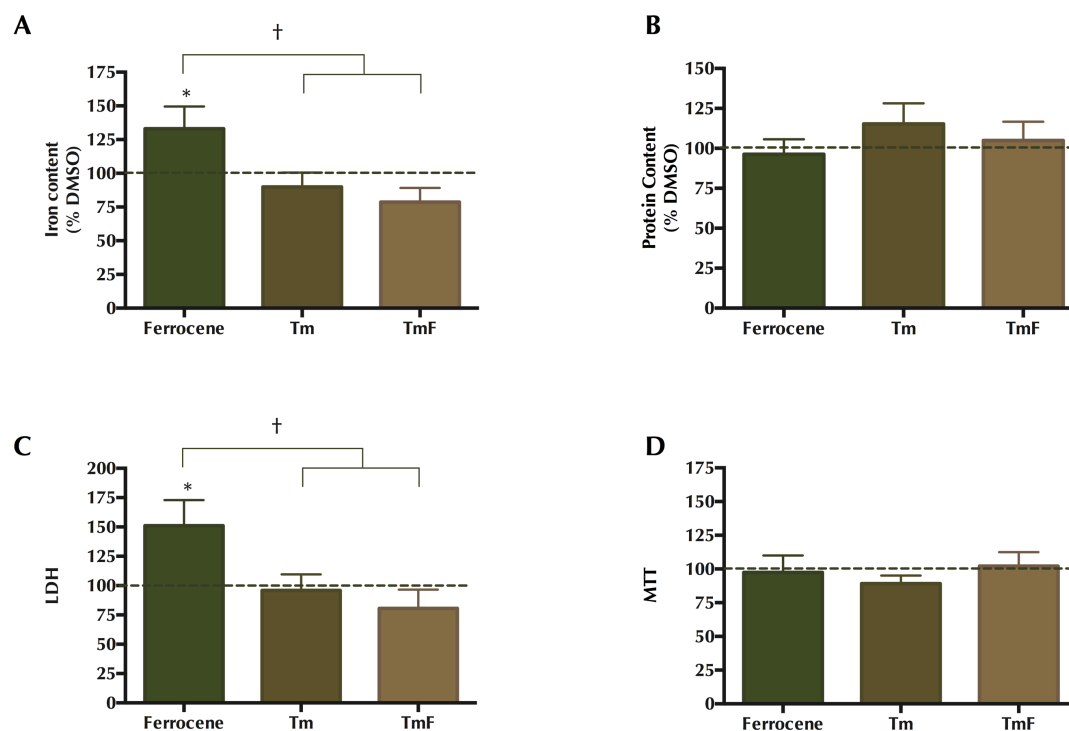 A
†
Iron content
(% DMSO)
175
150
125
100
75
50
25
0
*
Ferrocene Tm TmF
B
Protein Content
(% DMSO)
150
125
100
75
50
25
0
Ferrocene Tm TmF
C
†
LDH
200
175
150
125
100
75
50
25
0
*
Ferrocene Tm TmF
D
MTT
175
150
125
100
75
50
25
0
Ferrocene Tm TmF